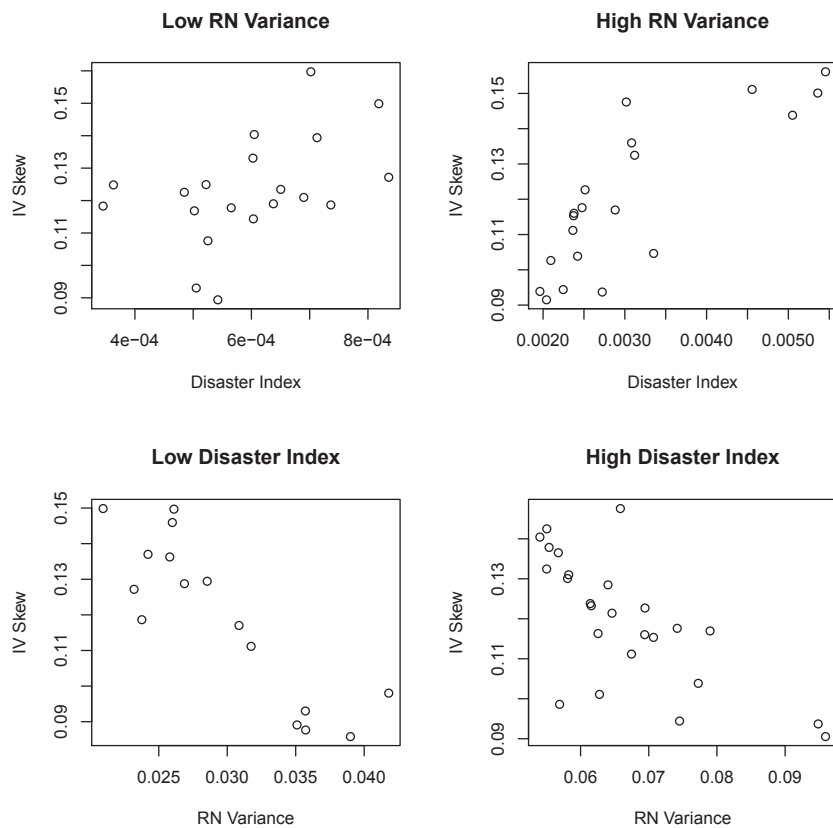 Low RN Variance
IV Skew
0.09 0.11 0.13 0.15
4e−04 6e−04 8e−04
Disaster Index
High RN Variance
IV Skew
0.09 0.11 0.13 0.15
0.0020 0.0030 0.0040 0.0050
Disaster Index
Low Disaster Index
IV Skew
0.09 0.11 0.13 0.15
0.025 0.030 0.035 0.040
RN Variance
High Disaster Index
IV Skew
0.09 0.11 0.13
0.06 0.07 0.08 0.09
RN Variance